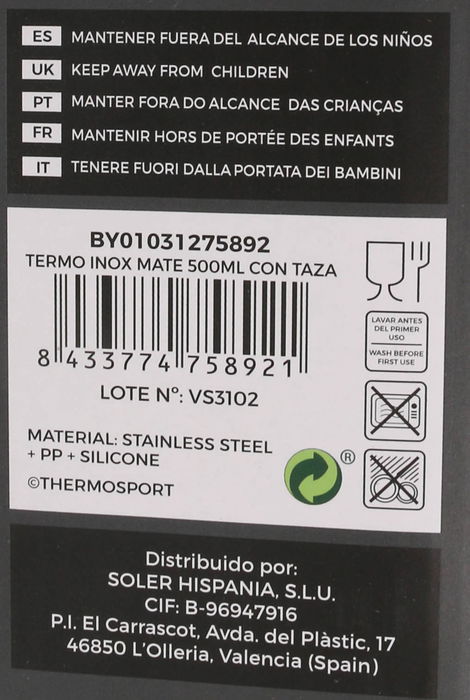 ES MANTENER FUERA DEL ALCANCE DE LOS NIÑOS
UK KEEP AWAY FROM CHILDREN
PT MANTER FORA DO ALCANCE DAS CRIANÇAS
FR MANTENIR HORS DE PORTÉE DES ENFANTS
IT TENERE FUORI DALLA PORTATA DEI BAMBINI
BY01031275892
TERMO INOX MATE 500ML CON TAZA
8 433774 758921
LOTE Nº: VS3102
MATERIAL: STAINLESS STEEL
+ PP + SILICONE
©THERMOSPORT
®
LAVAR ANTES
DEL PRIMER
USO
WASH BEFORE
FIRST USE
Distribuido por:
SOLER HISPANIA, S.L.U.
CIF: B-96947916
P.I. El Carrascot, Avda. del Plàstic, 17
46850 L'Olleria, Valencia (Spain)